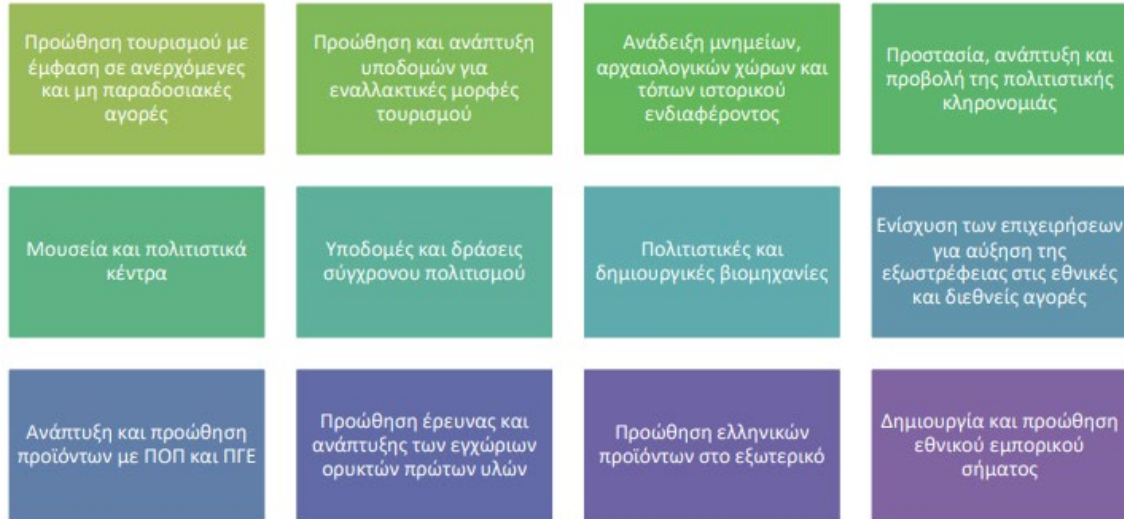 Προώθηση τουρισμού με
έμφαση σε ανερχόμενες
και μη παραδοσιακές
αγορές
Προώθηση και ανάπτυξη
υποδομών για
εναλλακτικές μορφές
τουρισμού
Ανάδειξη μνημείων,
αρχαιολογικών χώρων και
τόπων ιστορικού
ενδιαφέροντος
Προστασία, ανάπτυξη και
προβολή της πολιτιστικής
κληρονομιάς
Μουσεία και πολιτιστικά
κέντρα
Υποδομές και δράσεις
σύγχρονου πολιτισμού
Πολιτιστικές και
δημιουργικές βιομηχανίες
Ενίσχυση των επιχειρήσεων
για αύξηση της
εξωστρέφειας στις εθνικές
και διεθνείς αγορές
Ανάπτυξη και προώθηση
προϊόντων με ΠΟΠ και ΠΓΕ
Προώθηση έρευνας και
ανάπτυξης των εγχώριων
ορυκτών πρώτων υλών
Προώθηση ελληνικών
προϊόντων στο εξωτερικό
Δημιουργία και προώθηση
εθνικού εμπορικού
σήματος